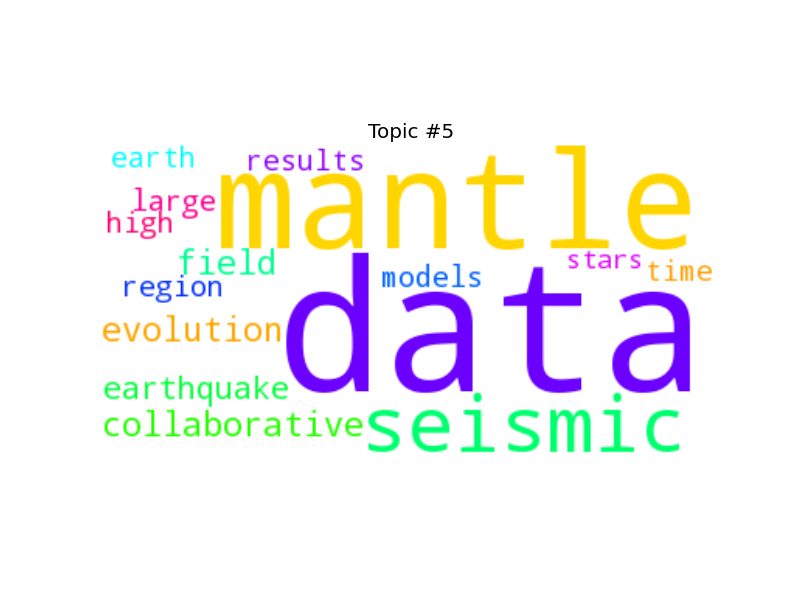 Topic #5
earth
results
mantle
large
high
field
models
stars
time
region
data
evolution
earthquake
collaborative
seismic